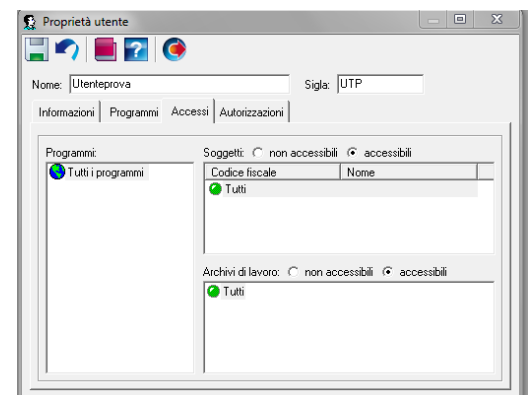 Proprietà utente
Nome: Utenteprova Sigla: UTP
Informazioni Programmi Accessi Autorizzazioni
Programmi:
Tutti i programmi
Soggetti: non accessibili accessibili
Codice fiscale Nome
Tutti
Archivi di lavoro: non accessibili accessibili
Tutti